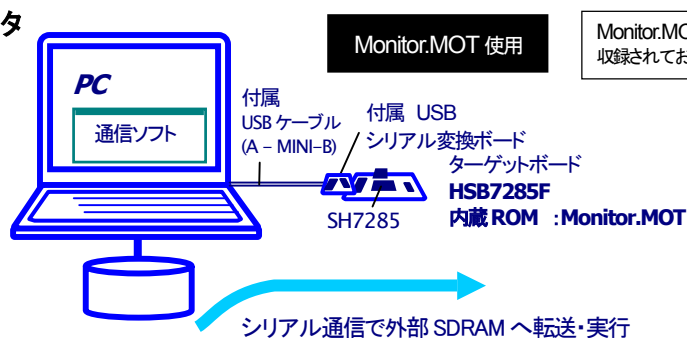 タ
Monitor.MOT 使用
Monitor.MO
収録されてお
PC
通信ソフト
付属
USB ケーブル
(A – MINI–B)
付属 USB
シリアル変換ボード
ターゲットボード
HSB7285F
内蔵 ROM :Monitor.MOT
SH7285
シリアル通信で外部 SDRAM へ転送・実行